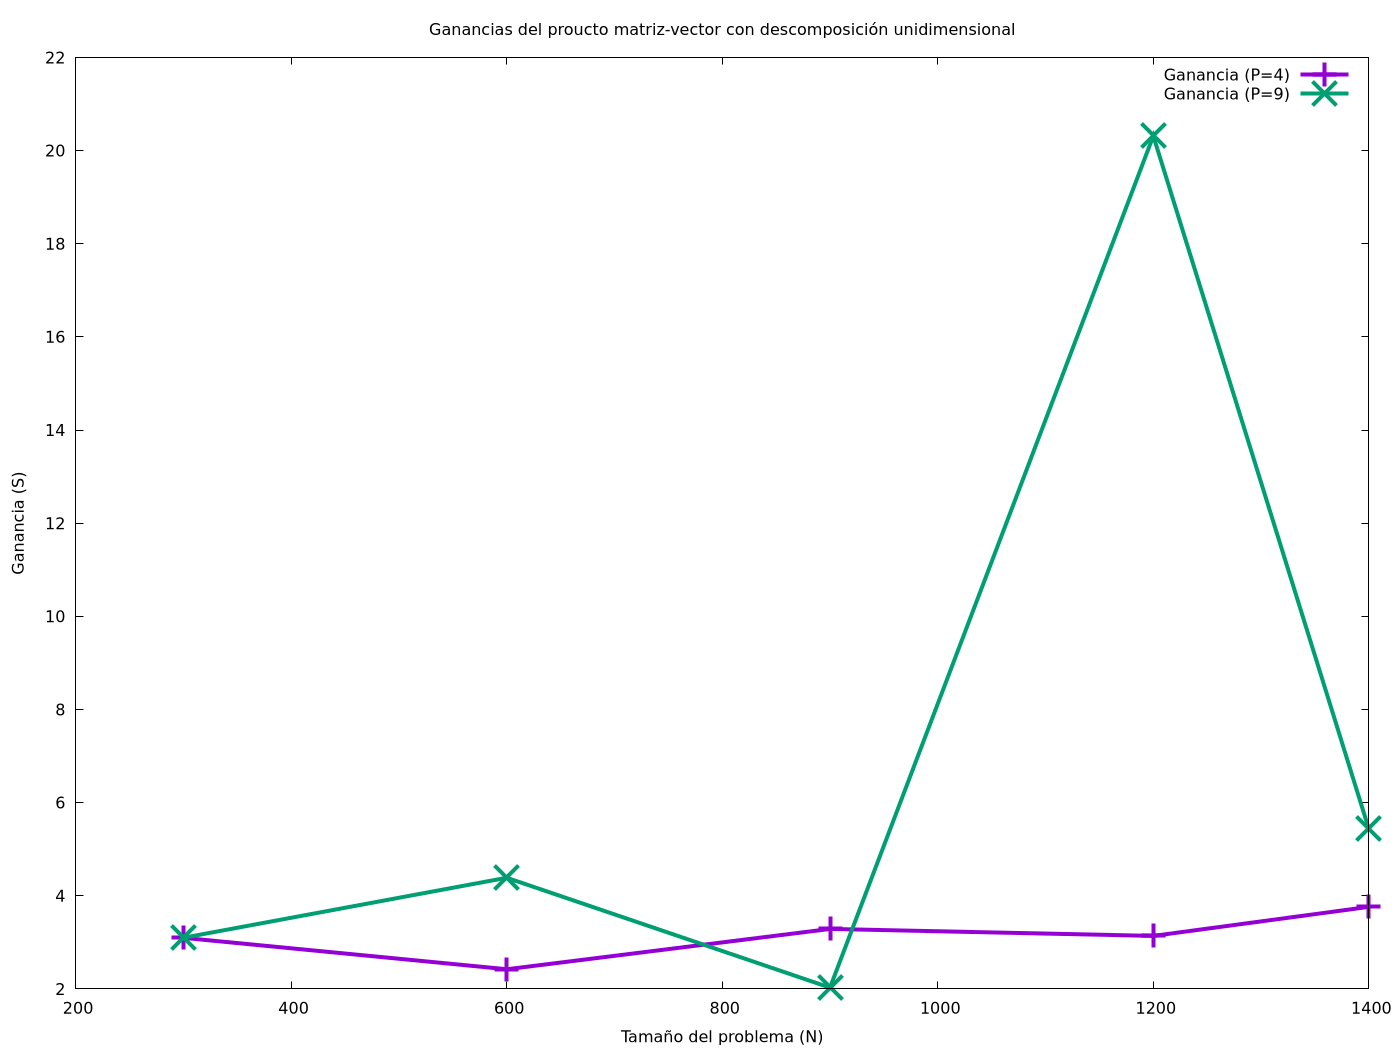 Ganancias del proucto matriz-vector con descomposición unidimensional
22
Ganancia (P=4)
Ganancia (P=9)
20
18
16
14
12
Ganancia (S)
10
8
6
4
2
200 400 600 800 1000 1200 1400
Tamaño del problema (N)